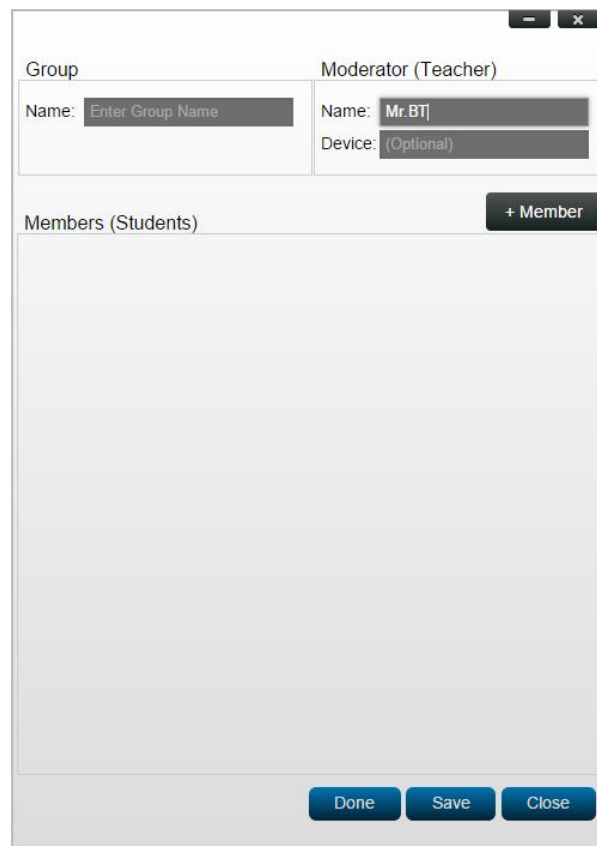 Group
Name: Enter Group Name
Moderator (Teacher)
Name: Mr.BT
Device: (Optional)
Members (Students)
+ Member
Done Save Close